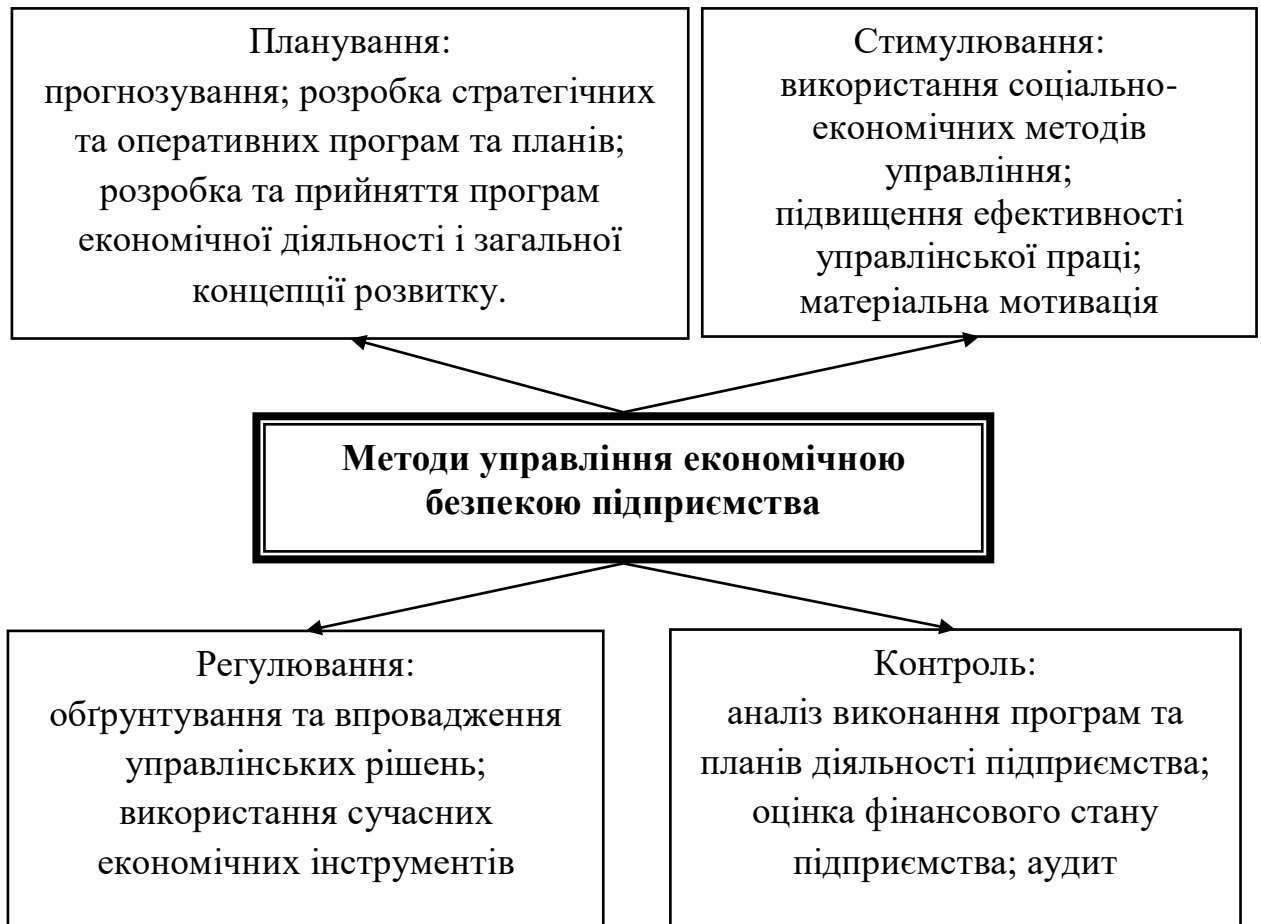 Планування:
прогнозування; розробка стратегічних
та оперативних програм та планів;
розробка та прийняття програм
економічної діяльності і загальної
концепції розвитку.
Стимулювання:
використання соціально-
економічних методів
управління;
підвищення ефективності
управлінської праці;
матеріальна мотивація
Методи управління економічною
безпекою підприємства
Регулювання:
обґрунтування та впровадження
управлінських рішень;
використання сучасних
економічних інструментів
Контроль:
аналіз виконання програм та
планів діяльності підприємства;
оцінка фінансового стану
підприємства; аудит